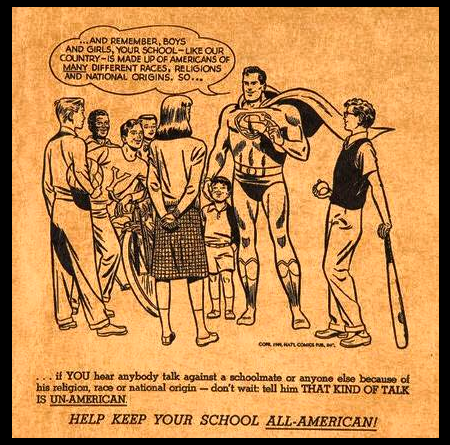 ...AND REMEMBER, BOYS
AND GIRLS, YOUR SCHOOL—LIKE OUR
COUNTRY—IS MADE UP OF AMERICANS OF
MANY DIFFERENT RACES, RELIGIONS
AND NATIONAL ORIGINS. SO...
S
COPR. 1949, NAT'L COMICS PUB., INC.
. . . if YOU hear anybody talk against a schoolmate or anyone else because of
his religion, race or national origin — don't wait: tell him THAT KIND OF TALK
IS UN-AMERICAN.
HELP KEEP YOUR SCHOOL ALL-AMERICAN!